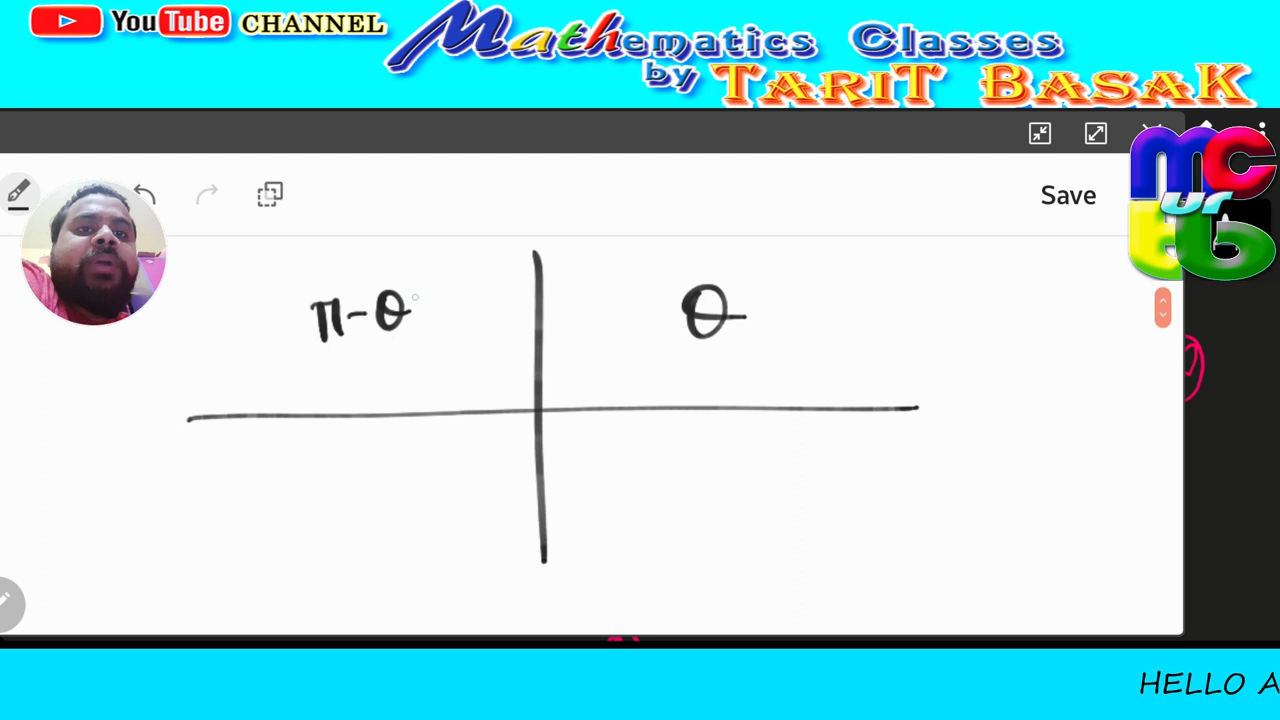 YouTube CHANNEL
Mathematics Classes
by TARIT BASAK
Save
π-θ
θ
HELLO A